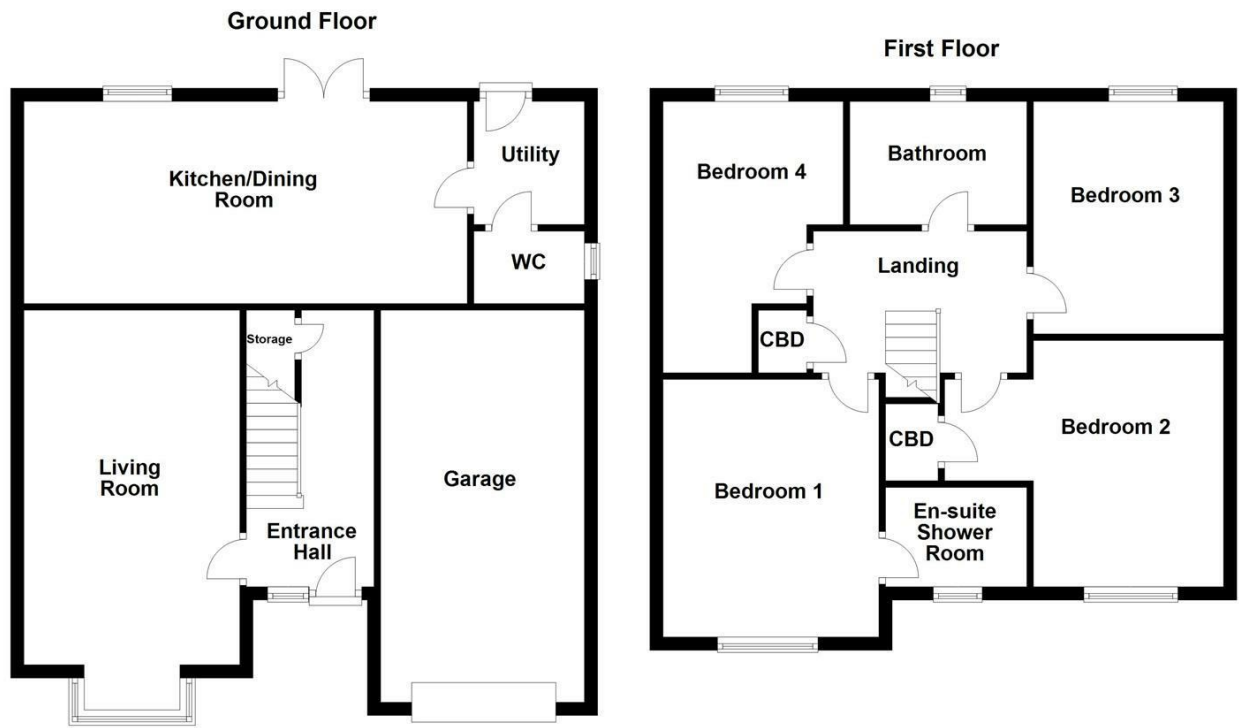 Ground Floor
Kitchen/Dining
Room
Utility
WC
Storage
Living
Room
Entrance
Hall
Garage
First Floor
Bedroom 4
Bathroom
Bedroom 3
Landing
CBD
Bedroom 1
CBD
Bedroom 2
En-suite
Shower
Room